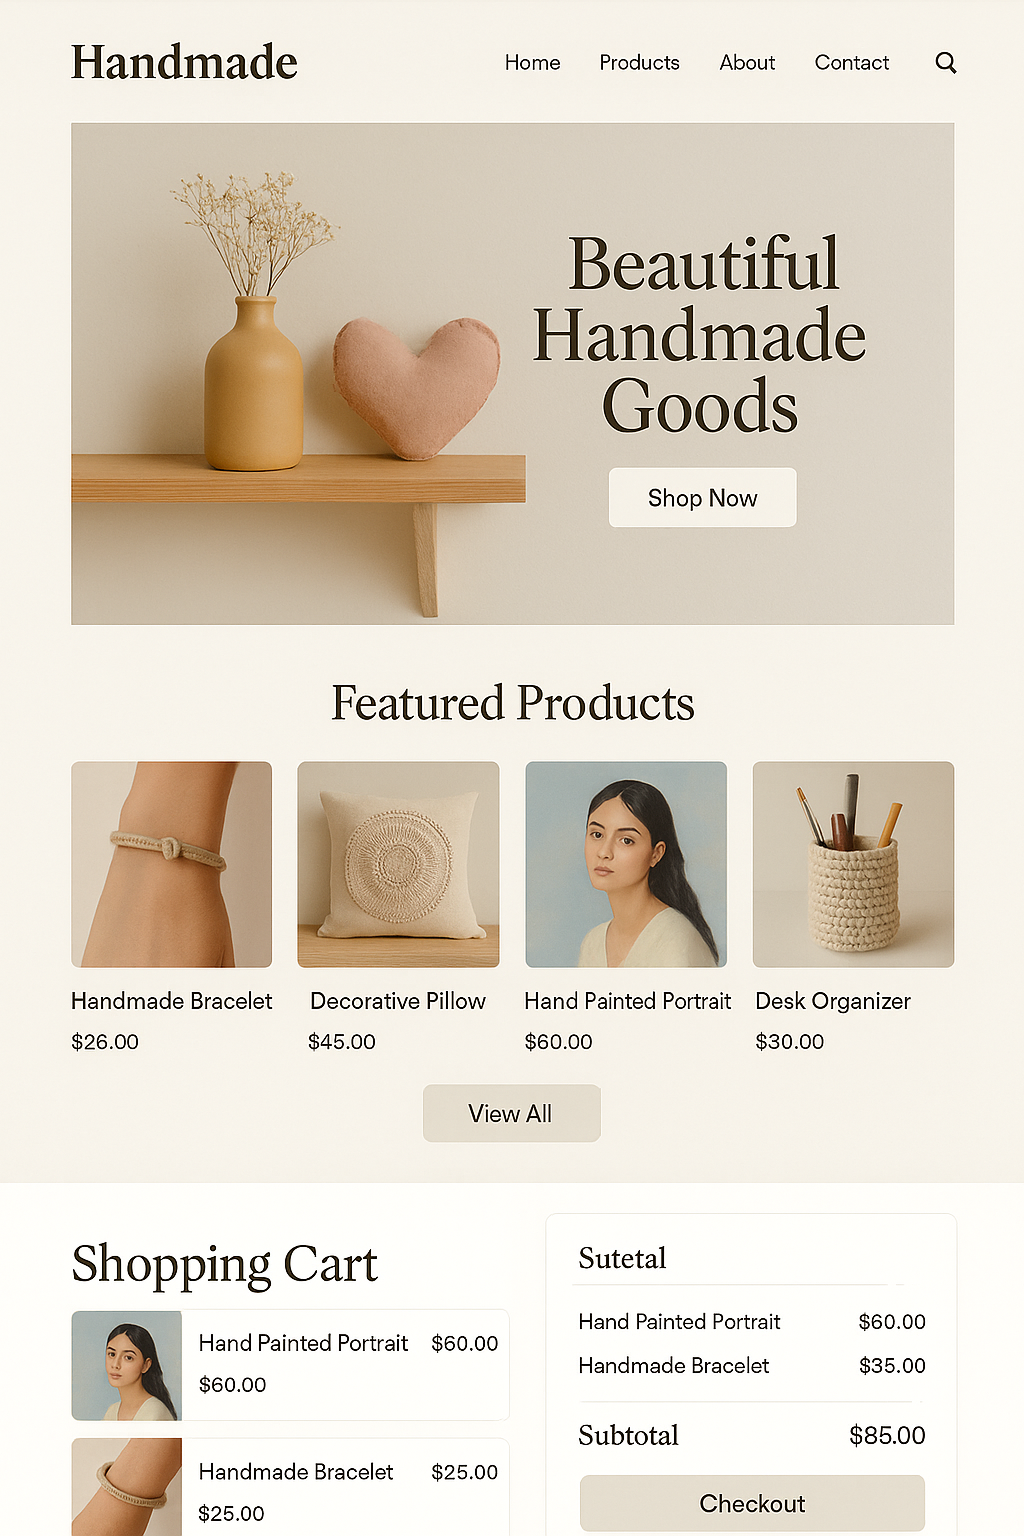 Handmade
Home Products About Contact
Beautiful
Handmade
Goods
Shop Now
Featured Products
Handmade Bracelet
$26.00
Decorative Pillow
$45.00
Hand Painted Portrait
$60.00
Desk Organizer
$30.00
View All
Shopping Cart
Hand Painted Portrait $60.00
$60.00
Handmade Bracelet $25.00
$25.00
Sutetal
Hand Painted Portrait $60.00
Handmade Bracelet $35.00
Subtotal $85.00
Checkout